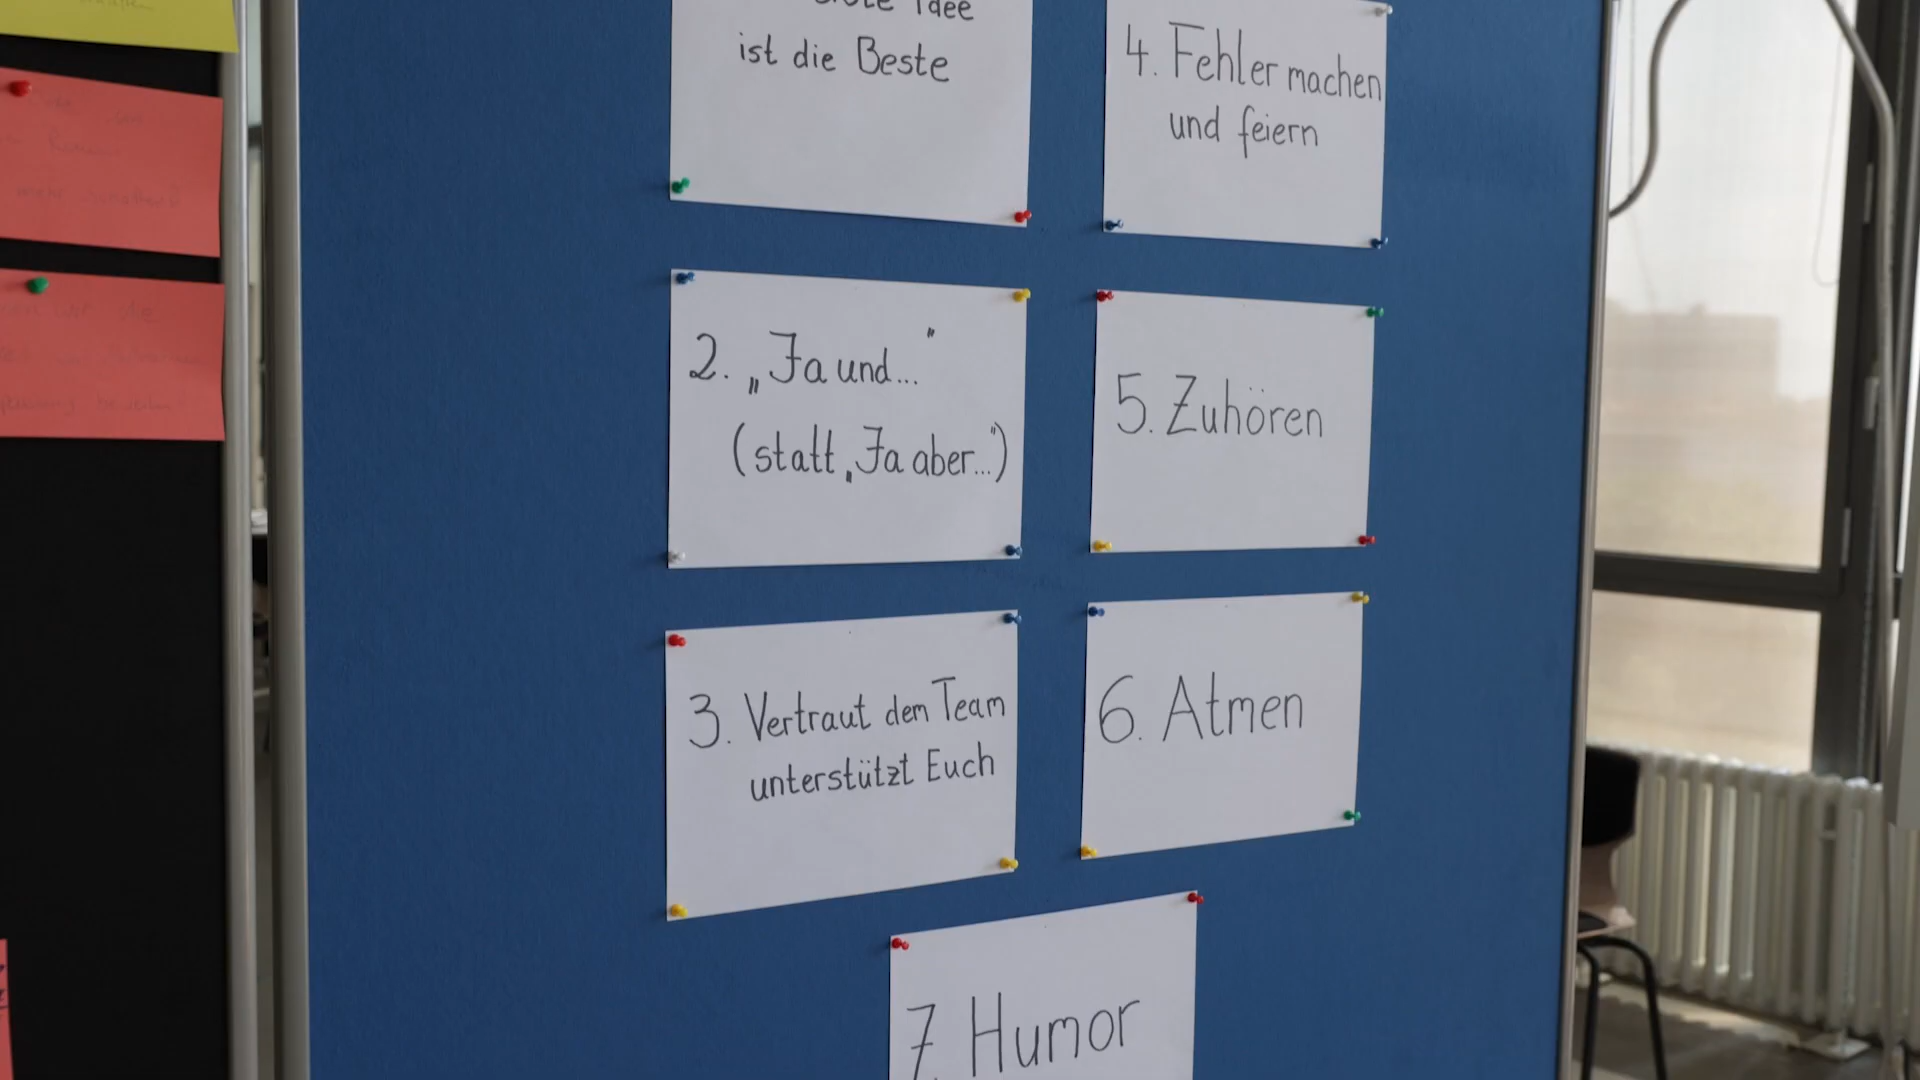 Idee
ist die Beste
2. „Ja und..."
(statt „Ja aber...")
3. Vertraut dem Team
unterstützt Euch
4. Fehler machen
und feiern
5. Zuhören
6. Atmen
7. Humor